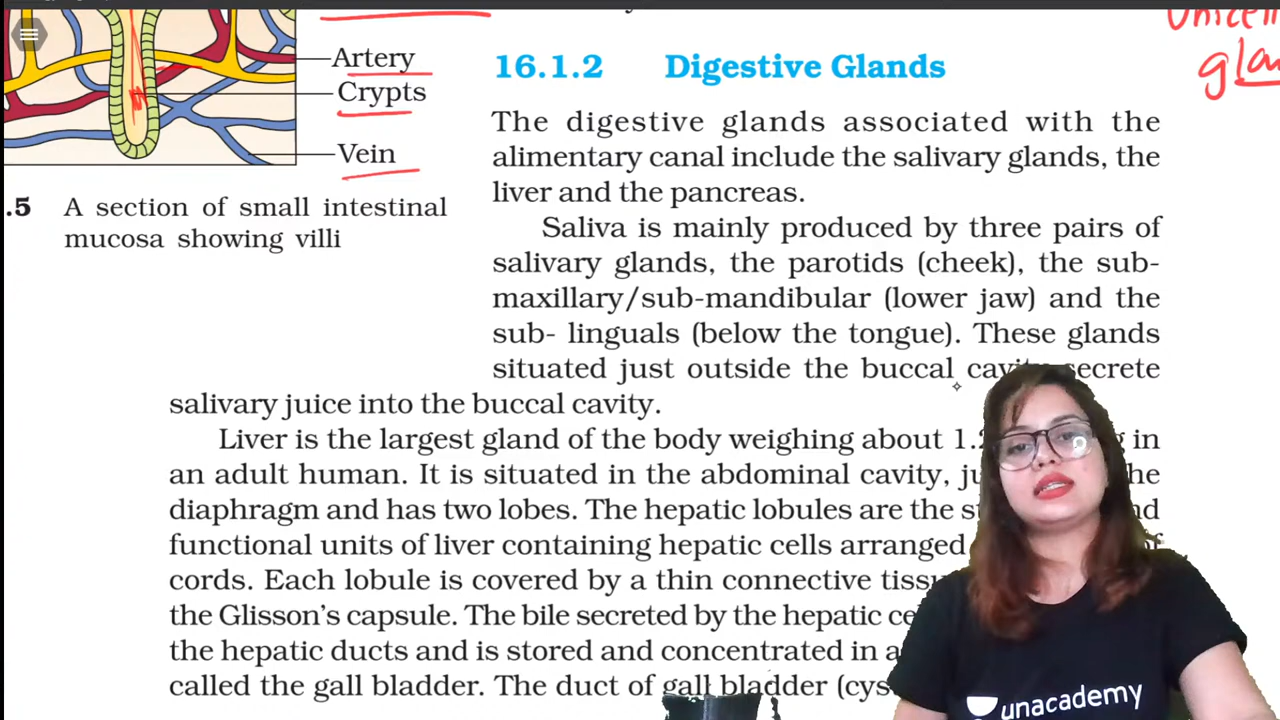 unicell
gla
Artery
Crypts
Vein
.5 A section of small intestinal
mucosa showing villi
16.1.2 Digestive Glands
The digestive glands associated with the
alimentary canal include the salivary glands, the
liver and the pancreas.
Saliva is mainly produced by three pairs of
salivary glands, the parotids (cheek), the sub-
maxillary/sub-mandibular (lower jaw) and the
sub- linguals (below the tongue). These glands
situated just outside the buccal cavity secrete
salivary juice into the buccal cavity.
Liver is the largest gland of the body weighing about 1.2 in
an adult human. It is situated in the abdominal cavity,
diaphragm and has two lobes. The hepatic lobules are the
functional units of liver containing hepatic cells arranged
cords. Each lobule is covered by a thin connective
the Glisson's capsule. The bile secreted by the hepatic
the hepatic ducts and is stored and concentrated in a
called the gall bladder. The duct of gall bladder
unacademy